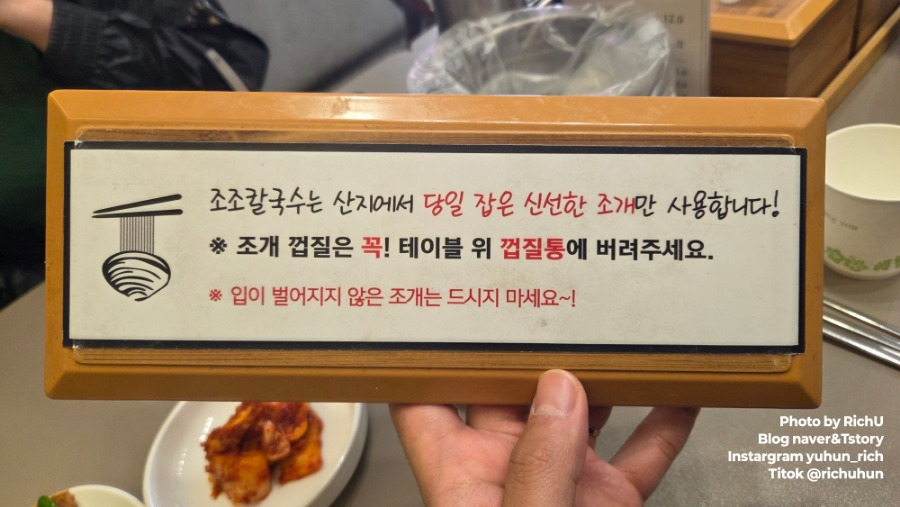 조조칼국수는 산지에서 당일 잡은 신선한 조개만 사용합니다!
※ 조개 껍질은 꼭! 테이블 위 껍질통에 버려주세요.
※ 입이 벌어지지 않은 조개는 드시지 마세요~!
Photo by RichU
Blog naver&Tstory
Instargram yuhun_rich
Titok @richuhun